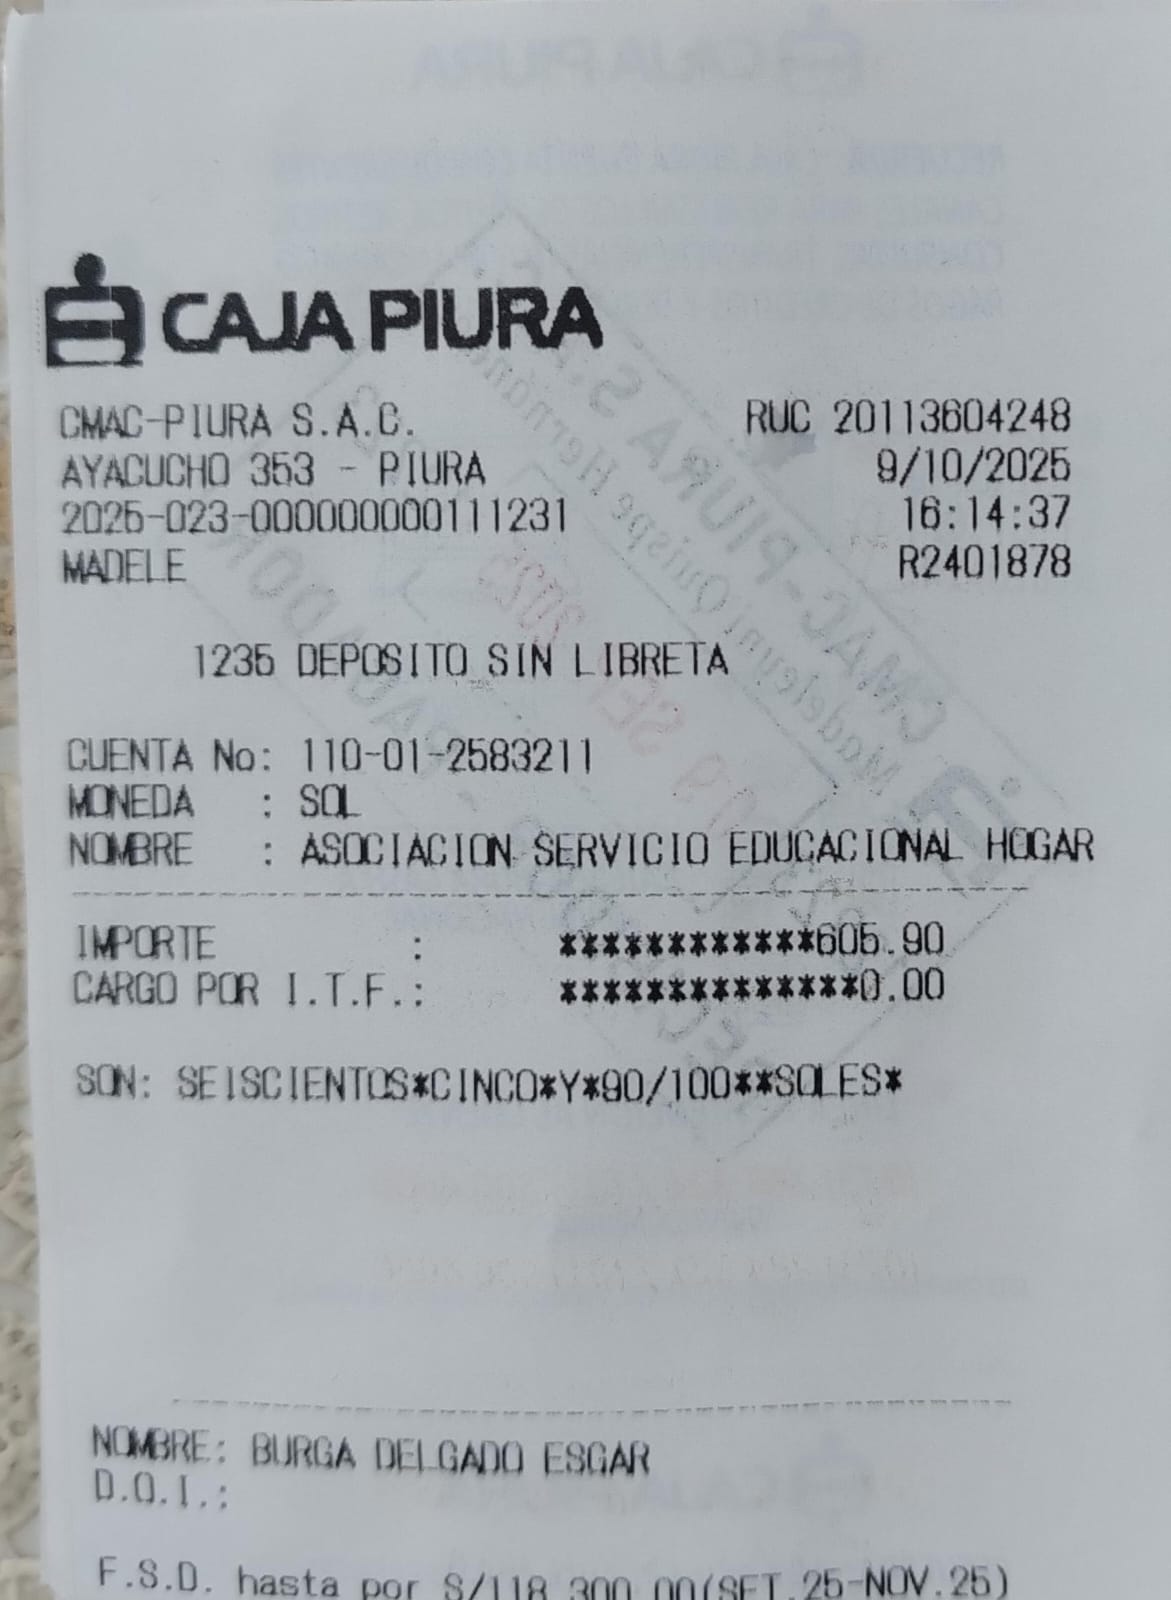 CAJA PIURA
CMAC-PIURA S.A.C. RUC 20113604248
AYACUCHO 353 - PIURA 9/10/2025
2025-023-000000000111231 16:14:37
MADELE R2401878
1235 DEPOSITO SIN LIBRETA
CUENTA No: 110-01-2583211
MONEDA : SOL
NOMBRE : ASOCIACION SERVICIO EDUCACIONAL HOGAR
IMPORTE : ************605.90
CARGO POR I.T.F.: **************0.00
SON: SEISCIENTOS*CINCO*Y*90/100**SOLES*
NOMBRE: BURGA DELGADO ESGAR
D.O.I.:
F.S.D. hasta por S/118,300.00(SET.25-NOV.25)